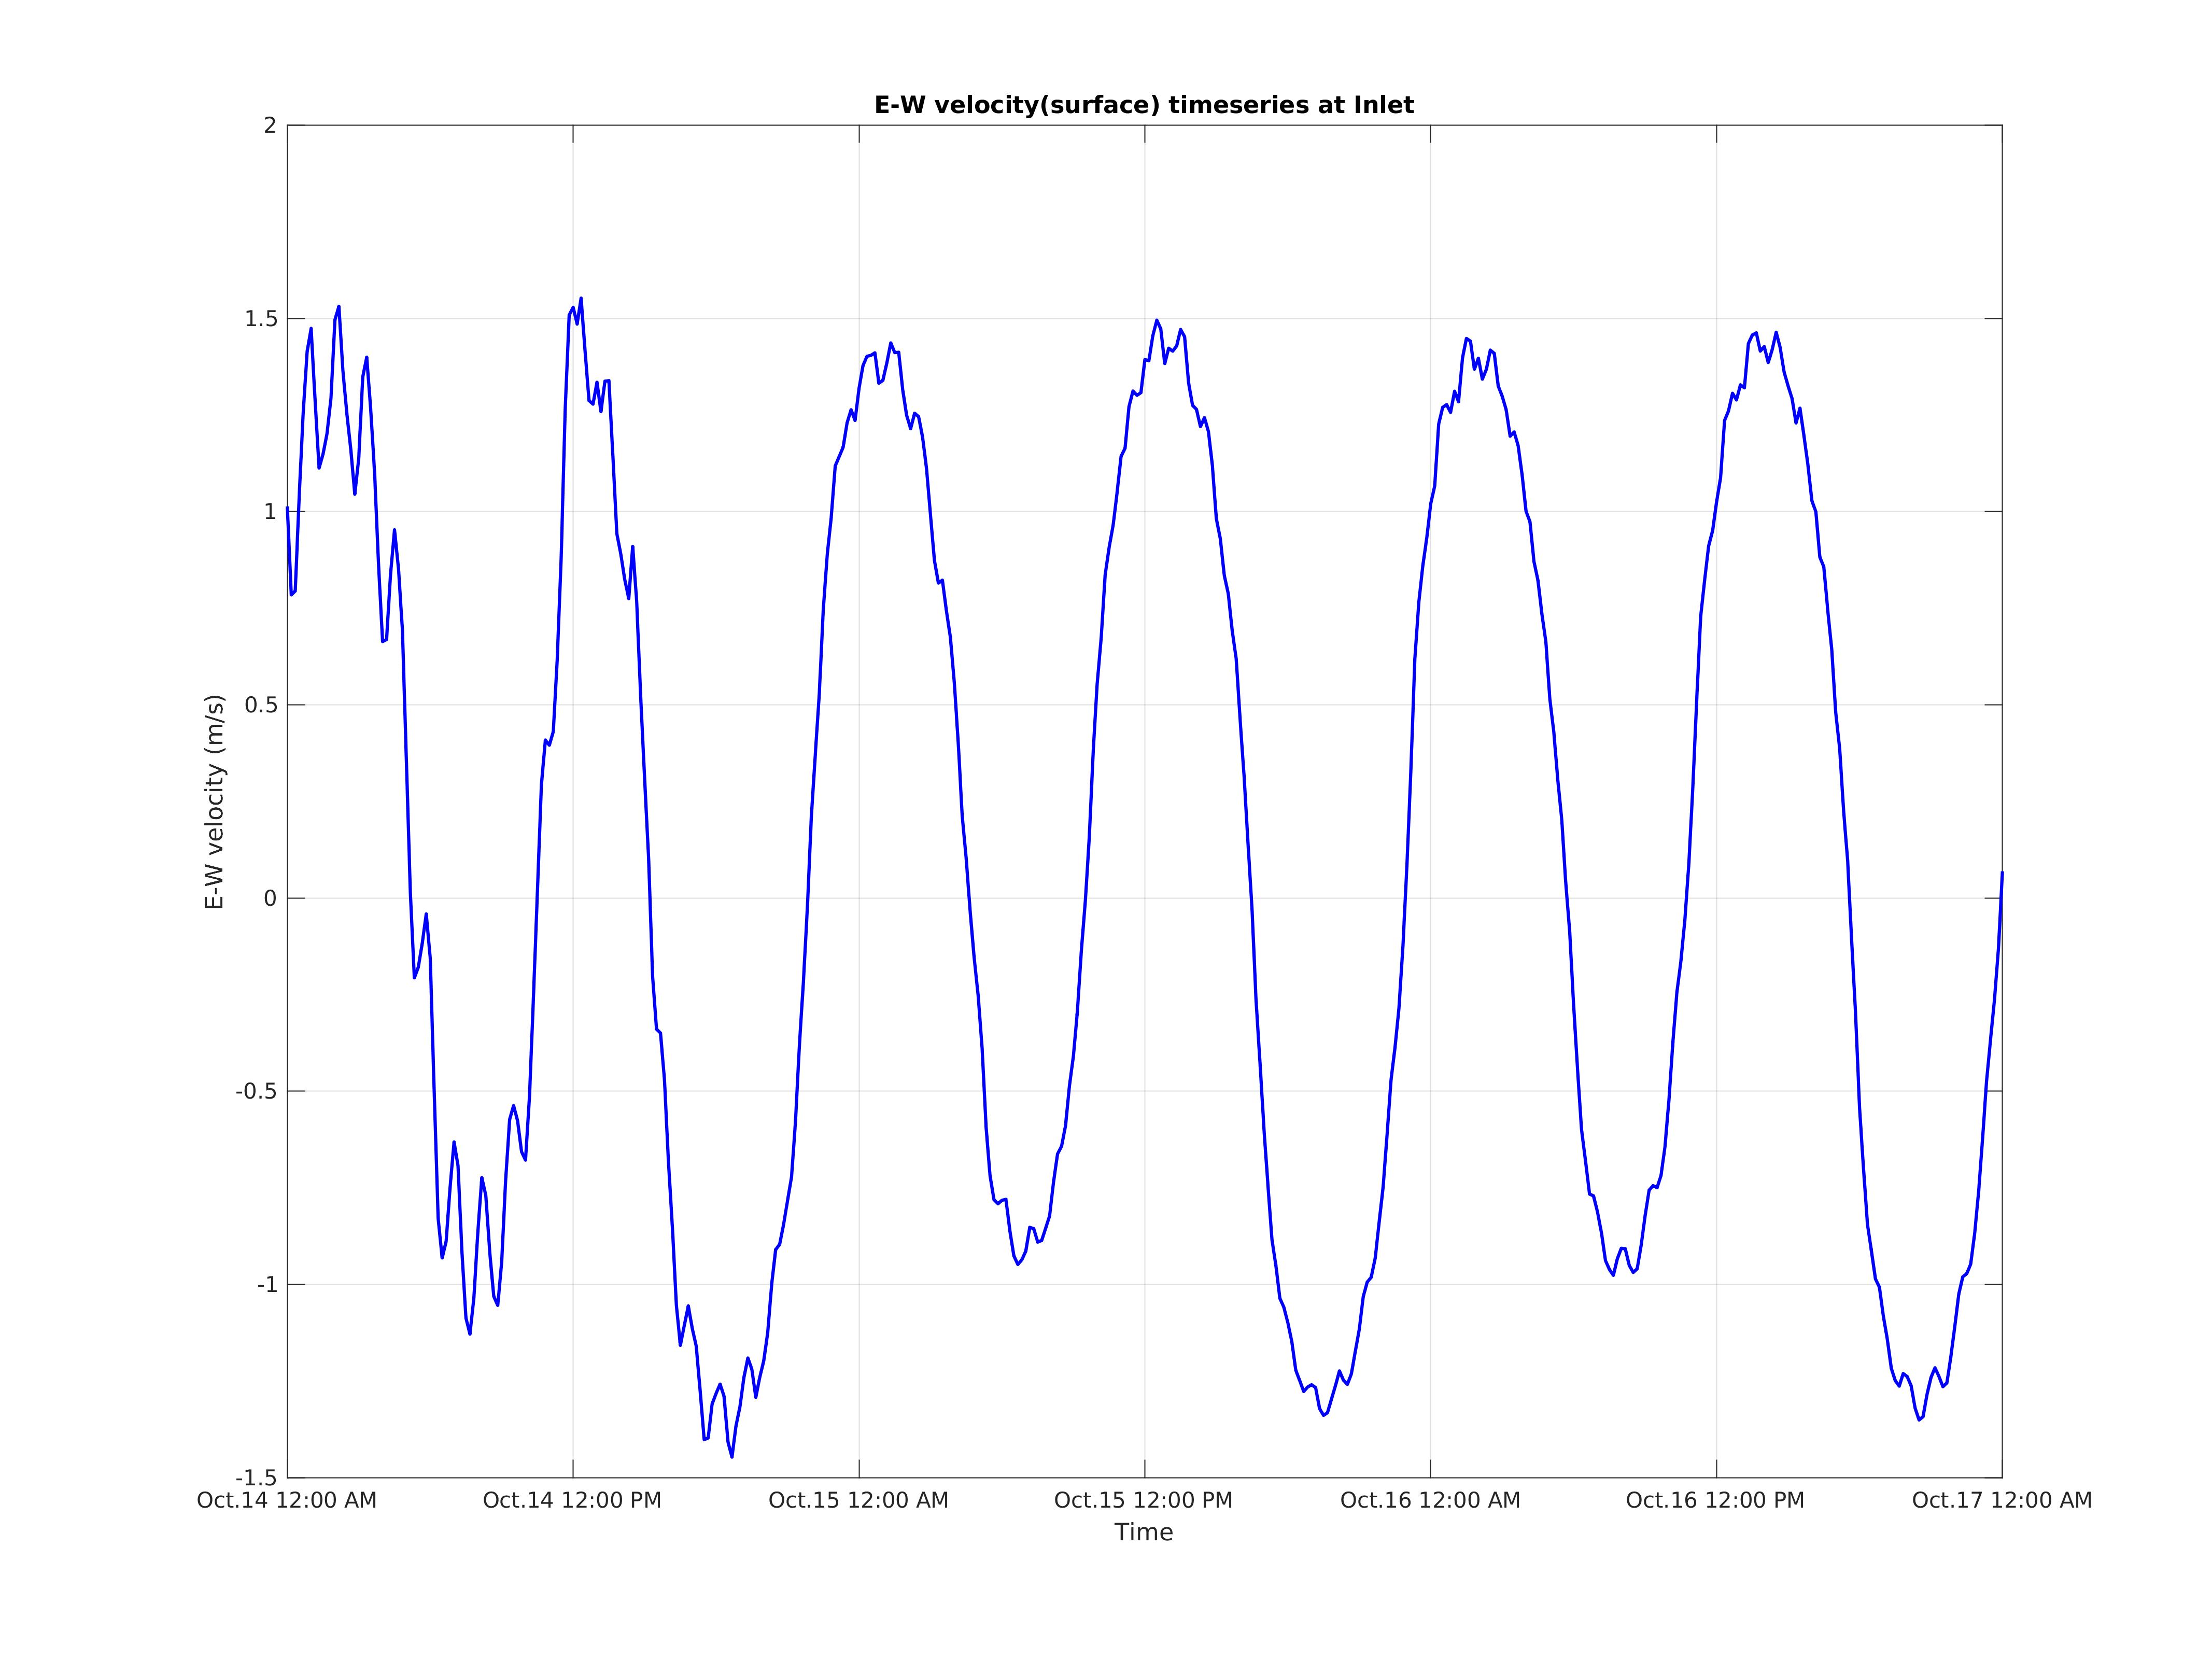 E-W velocity(surface) timeseries at Inlet
2
1.5
1
0.5
0
-0.5
-1
-1.5
E-W velocity (m/s)
Oct.14 12:00 AM Oct.14 12:00 PM Oct.15 12:00 AM Oct.15 12:00 PM Oct.16 12:00 AM Oct.16 12:00 PM Oct.17 12:00 AM
Time